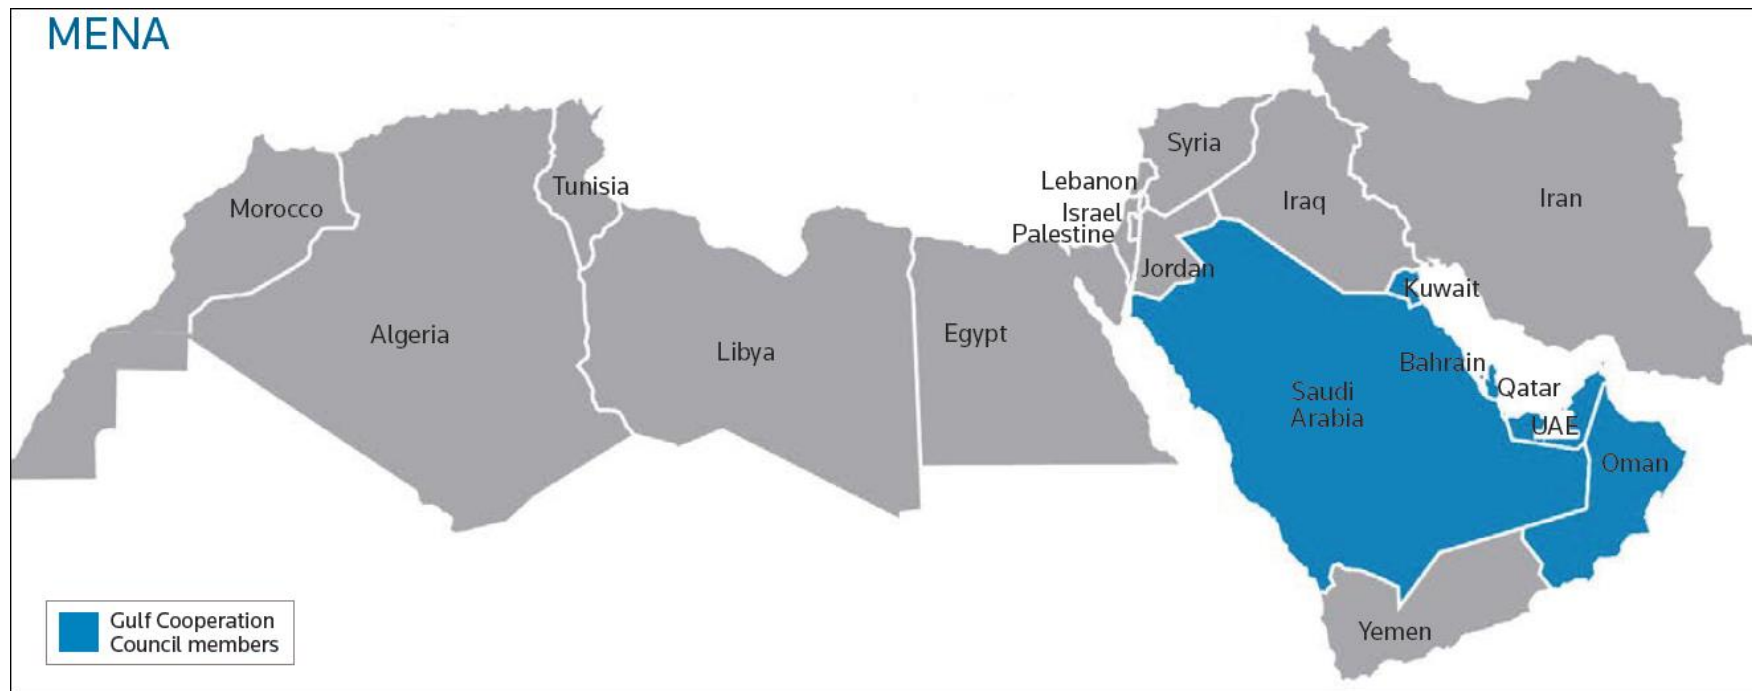 MENA
Syria
Lebanon
Israel
Palestine
Tunisia
Morocco
Iraq
Iran
Jordan
Kuwait
Algeria
Libya
Egypt
Bahrain
Qatar
Saudi
Arabia
UAE
Oman
Yemen
Gulf Cooperation
Council members